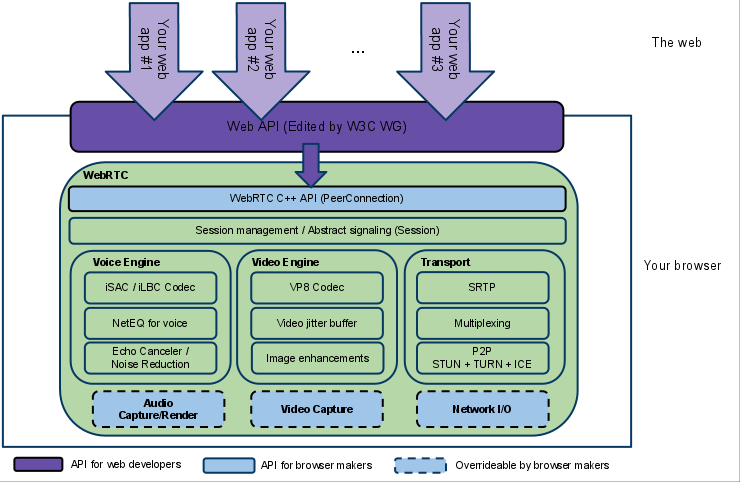 Your web
app #1
Your web
app #2
...
Your web
app #3
The web
Web API (Edited by W3C WG)
WebRTC
WebRTC C++ API (PeerConnection)
Session management / Abstract signaling (Session)
Your browser
Voice Engine
iSAC / iLBC Codec
NetEQ for voice
Echo Canceler /
Noise Reduction
Video Engine
VP8 Codec
Video jitter buffer
Image enhancements
Transport
SRTP
Multiplexing
P2P
STUN + TURN + ICE
Audio
Capture/Render
Video Capture
Network I/O
API for web developers
API for browser makers
Overrideable by browser makers